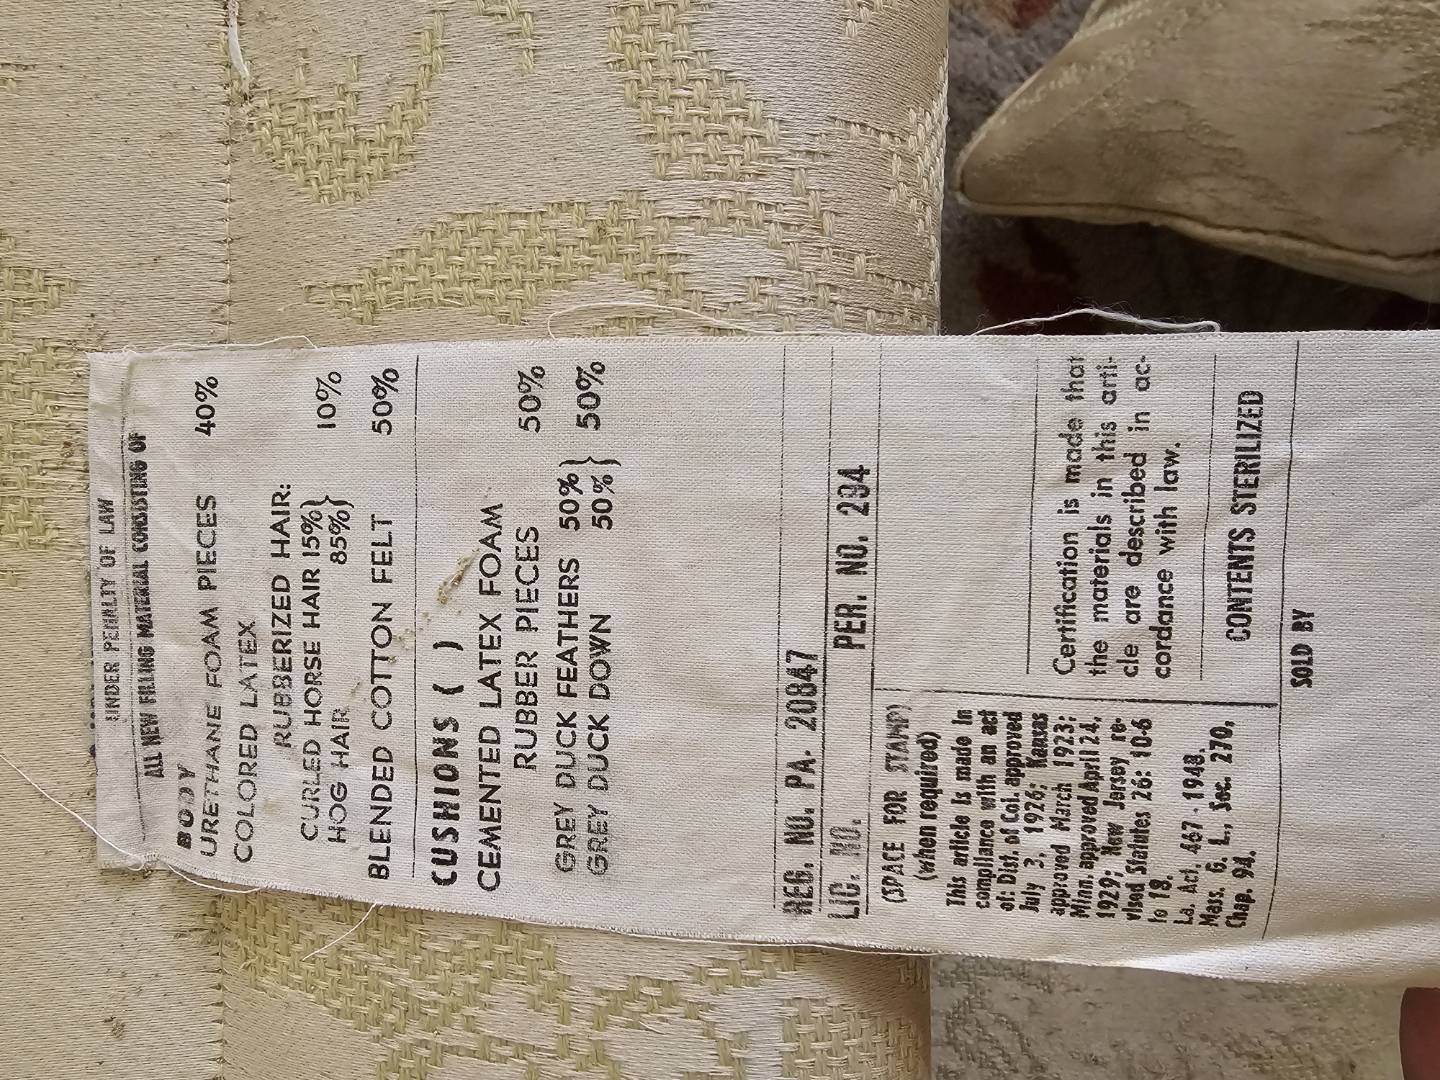 UNDER PENALTY OF LAW
ALL NEW FILLING MATERIAL CONSISTING OF
BODY
URETHANE FOAM PIECES 40%
COLORED LATEX
RUBBERIZED HAIR:
CURLED HORSE HAIR 15%} 10%
HOG HAIR 85%}
BLENDED COTTON FELT 50%
CUSHIONS ( )
CEMENTED LATEX FOAM
RUBBER PIECES 50%
GREY DUCK FEATHERS 50%} 50%
GREY DUCK DOWN 50%}
REG. NO. PA. 20847
LIC. NO. PER. NO. 294
(SPACE FOR STAMP)
(when required)
This article is made in
compliance with an act
of: Dist. of Col. approved
July 3, 1926; Kansas
approved March 1923;
Minn. approved April 24,
1929; New Jersey re-
vised Statutes 26: 10-6
to 18.
La. Act. 467 - 1948.
Mass. G. L., Sec. 270,
Chap. 94.
Certification is made that
the materials in this arti-
cle are described in ac-
cordance with law.
CONTENTS STERILIZED
SOLD BY